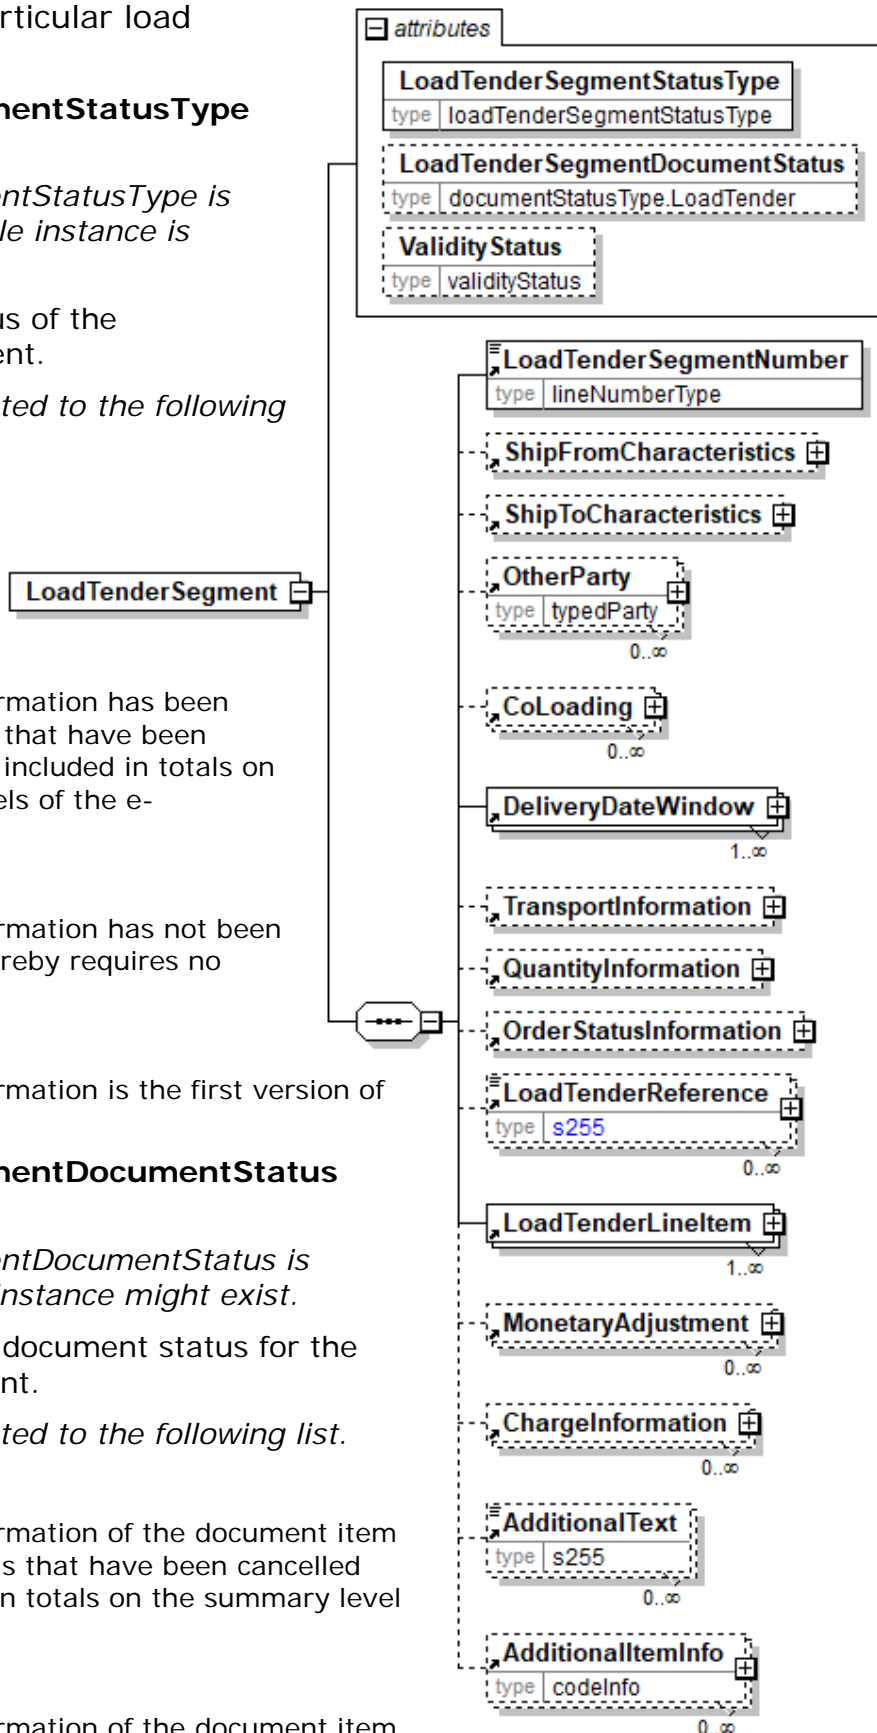 rticular load
nentStatusType
entStatusType is
le instance is
us of the
ent.
ted to the following
rmation has been
that have been
included in totals on
els of the e-
rmation has not been
reby requires no
rmation is the first version of
nentDocumentStatus
entDocumentStatus is
instance might exist.
document status for the
nt.
ted to the following list.
rmation of the document item
s that have been cancelled
n totals on the summary level
rmation of the document item
LoadTenderSegment
attributes
LoadTenderSegmentStatusType
type loadTenderSegmentStatusType
LoadTenderSegmentDocumentStatus
type documentStatusType.LoadTender
ValidityStatus
type validityStatus
LoadTenderSegmentNumber
type lineNumberType
ShipFromCharacteristics
ShipToCharacteristics
OtherParty
type typedParty
0..∞
CoLoading
0..∞
DeliveryDateWindow
1..∞
TransportInformation
QuantityInformation
OrderStatusInformation
LoadTenderReference
type s255
0..∞
LoadTenderLineItem
1..∞
MonetaryAdjustment
0..∞
ChargeInformation
0..∞
AdditionalText
type s255
0..∞
AdditionalItemInfo
type codeInfo
0..∞